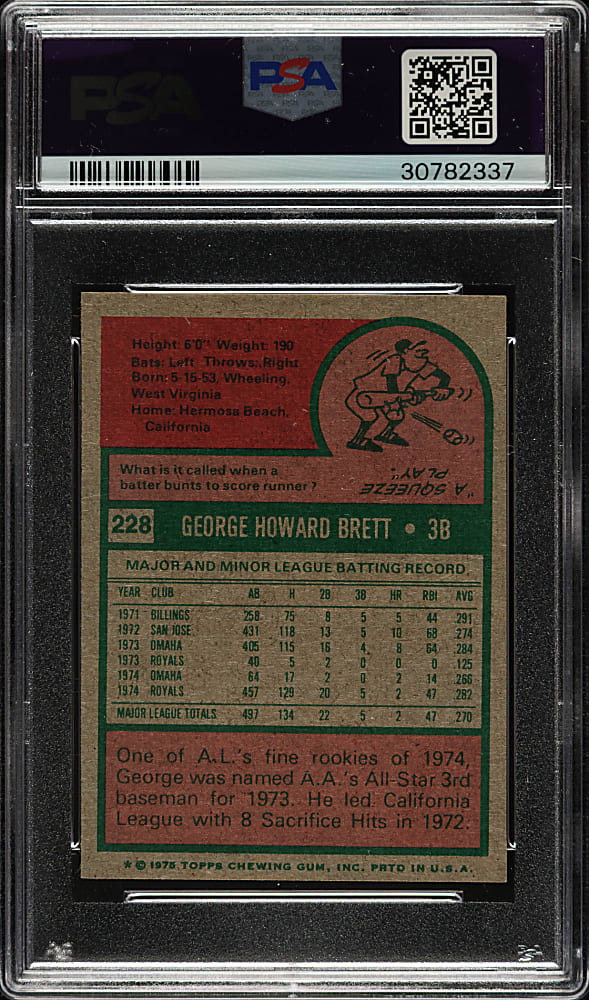 PSA
PSA
30782337
Height: 6'0" Weight: 190
Bats: Left Throws: Right
Born: 5-15-53, Wheeling,
West Virginia
Home: Hermosa Beach,
California
What is it called when a
batter bunts to score runner?
"A SQUEEZE
PLAY".
228 GEORGE HOWARD BRETT • 3B
MAJOR AND MINOR LEAGUE BATTING RECORD
YEAR CLUB AB H 2B 3B HR RBI AVG
1971 BILLINGS 258 75 8 5 5 44 291
1972 SAN JOSE 431 118 13 5 10 68 274
1973 OMAHA 405 115 16 4 8 64 284
1973 ROYALS 40 5 2 0 0 0 125
1974 OMAHA 64 17 2 0 2 14 266
1974 ROYALS 457 129 20 5 2 47 282
MAJOR LEAGUE TOTALS 497 134 22 5 2 47 270
One of A.L.'s fine rookies of 1974,
George was named A.A.'s All-Star 3rd
baseman for 1973. He led California
League with 8 Sacrifice Hits in 1972.
* © 1975 TOPPS CHEWING GUM, INC. PRTD IN U.S.A.